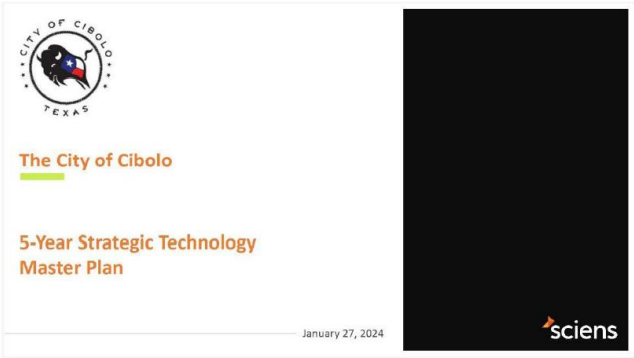 CITY OF CIBOLO
TEXAS
The City of Cibolo
5-Year Strategic Technology
Master Plan
January 27, 2024
sciens